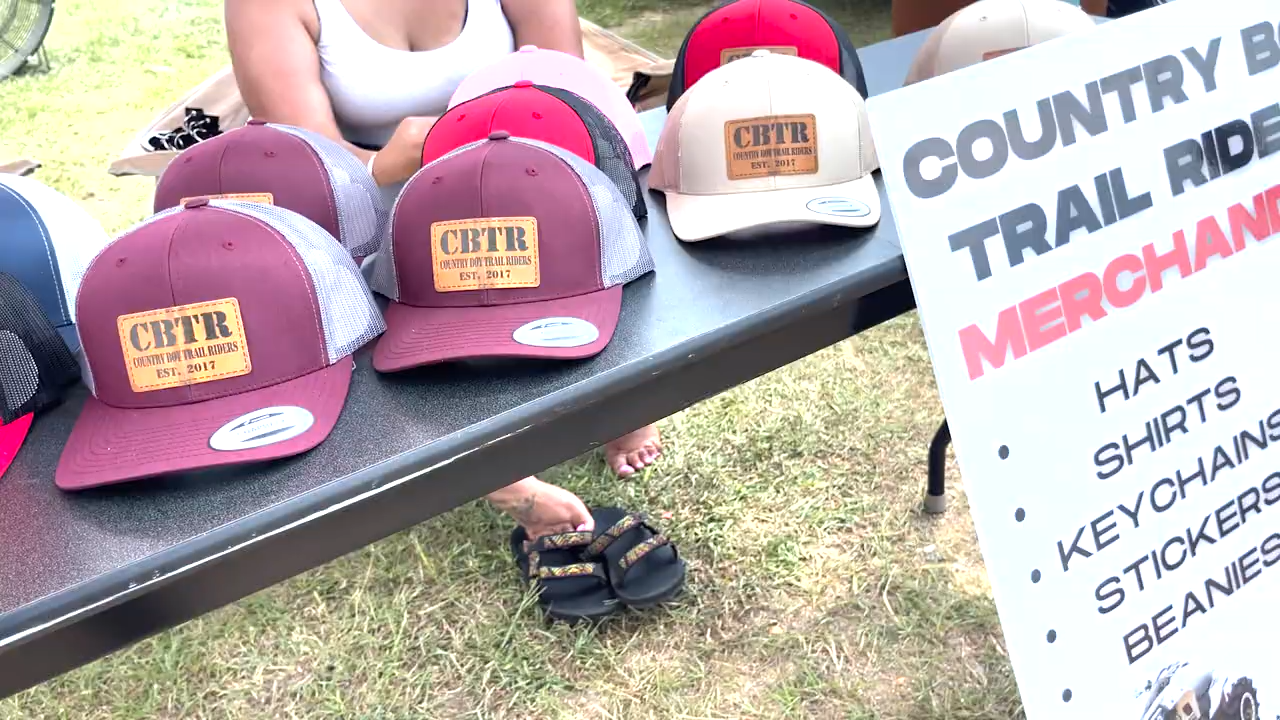 CBTR
COUNTRY BOY TRAIL RIDERS
EST. 2017
CBTR
COUNTRY BOY TRAIL RIDERS
EST. 2017
CBTR
COUNTRY BOY TRAIL RIDERS
EST. 2017
COUNTRY BO
TRAIL RIDE
MERCHAND
HATS
SHIRTS
KEYCHAINS
STICKERS
BEANIES